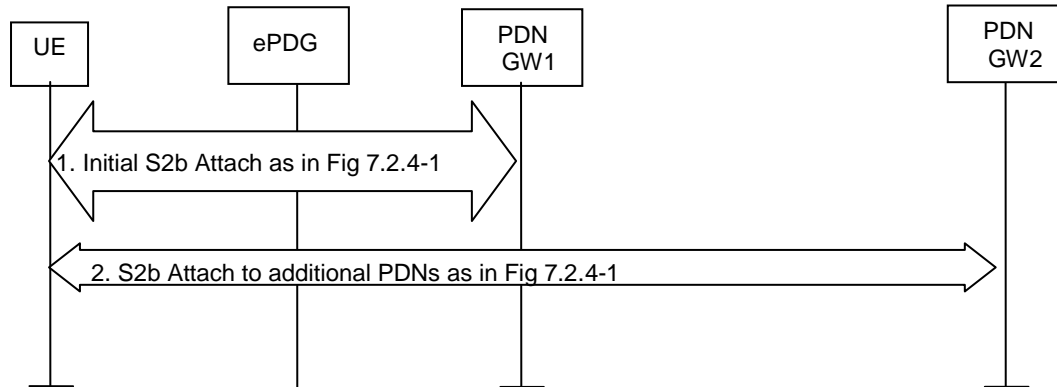 UE
ePDG
PDN
GW1
PDN
GW2
1. Initial S2b Attach as in Fig 7.2.4-1
2. S2b Attach to additional PDNs as in Fig 7.2.4-1